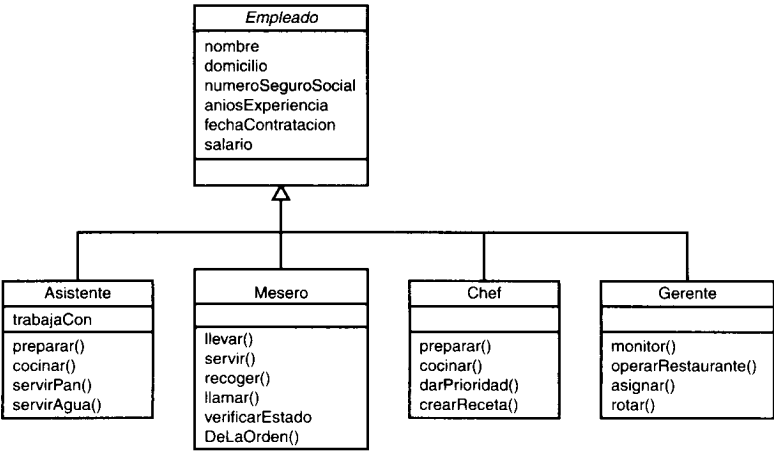 Empleado
nombre
domicilio
numeroSeguroSocial
aniosExperiencia
fechaContratacion
salario
Asistente
trabajaCon
preparar()
cocinar()
servirPan()
servirAgua()
Mesero
llevar()
servir()
recoger()
llamar()
verificarEstado
DeLaOrden()
Chef
preparar()
cocinar()
darPrioridad()
crearReceta()
Gerente
monitor()
operarRestaurante()
asignar()
rotar()